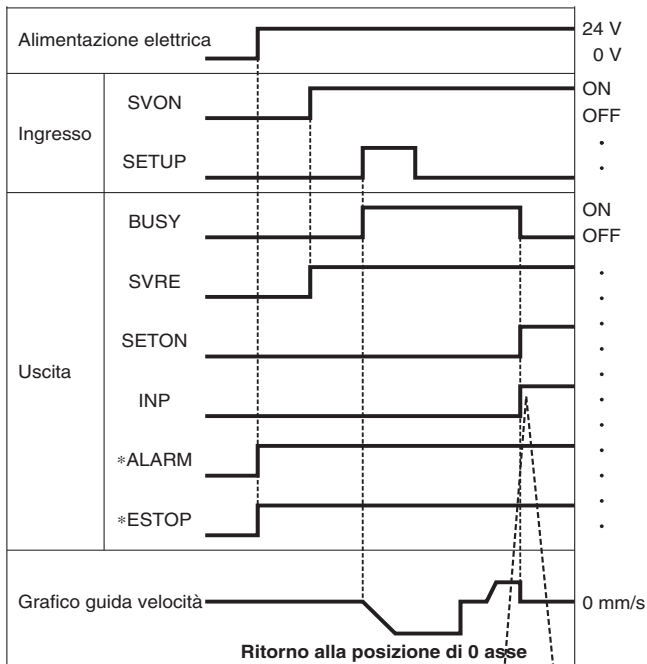 Alimentazione elettrica
24 V
0 V
Ingresso
SVON
ON
OFF
SETUP
Uscita
BUSY
ON
OFF
SVRE
SETON
INP
*ALARM
*ESTOP
Grafico guida velocità
0 mm/s
Ritorno alla posizione di 0 asse